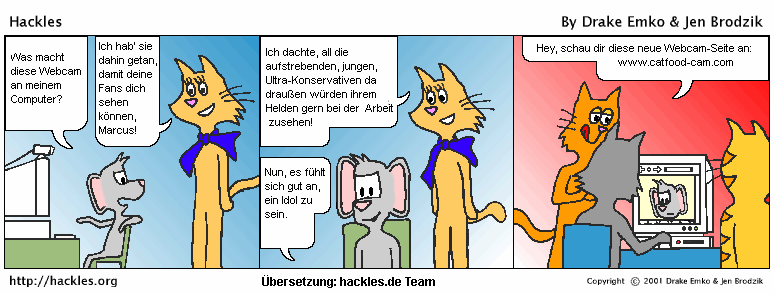 Hackles
By Drake Emko & Jen Brodzik
Was macht
diese Webcam
an meinem
Computer?
Ich hab' sie
dahin getan,
damit deine
Fans dich
sehen
können,
Marcus!
Ich dachte, all die
aufstrebenden, jungen,
Ultra-Konservativen da
draußen würden ihrem
Helden gern bei der Arbeit
zusehen!
Nun, es fühlt
sich gut an,
ein Idol zu
sein.
Hey, schau dir diese neue Webcam-Seite an:
www.catfood-cam.com
http://hackles.org
Übersetzung: hackles.de Team
Copyright © 2001 Drake Emko & Jen Brodzik